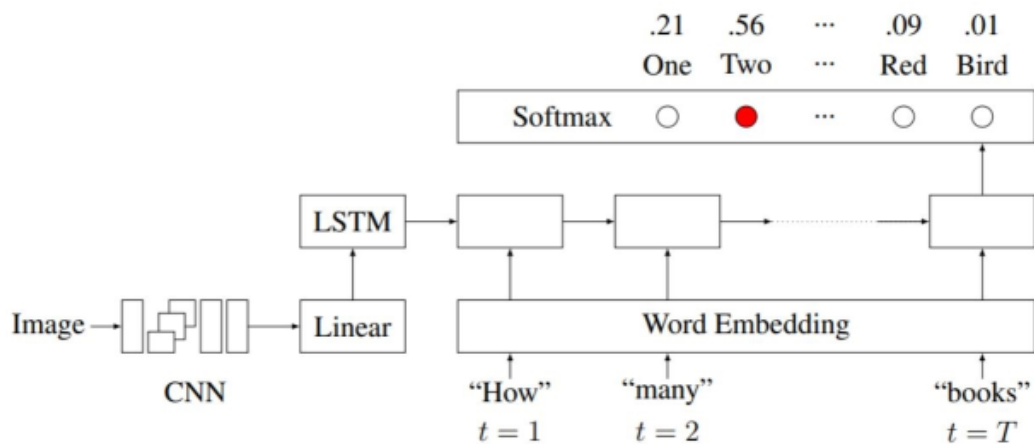 .21 .56 ... .09 .01
One Two ... Red Bird
Softmax ...
LSTM
Image Linear Word Embedding
CNN “How” “many” “books”
t = 1 t = 2 t = T